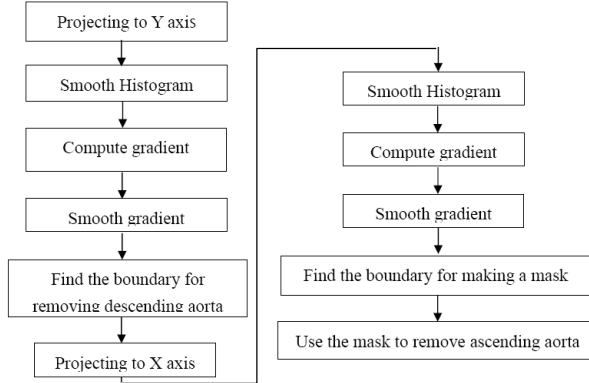 Projecting to Y axis
Smooth Histogram
Compute gradient
Smooth gradient
Find the boundary for
removing descending aorta
Projecting to X axis
Smooth Histogram
Compute gradient
Smooth gradient
Find the boundary for making a mask
Use the mask to remove ascending aorta